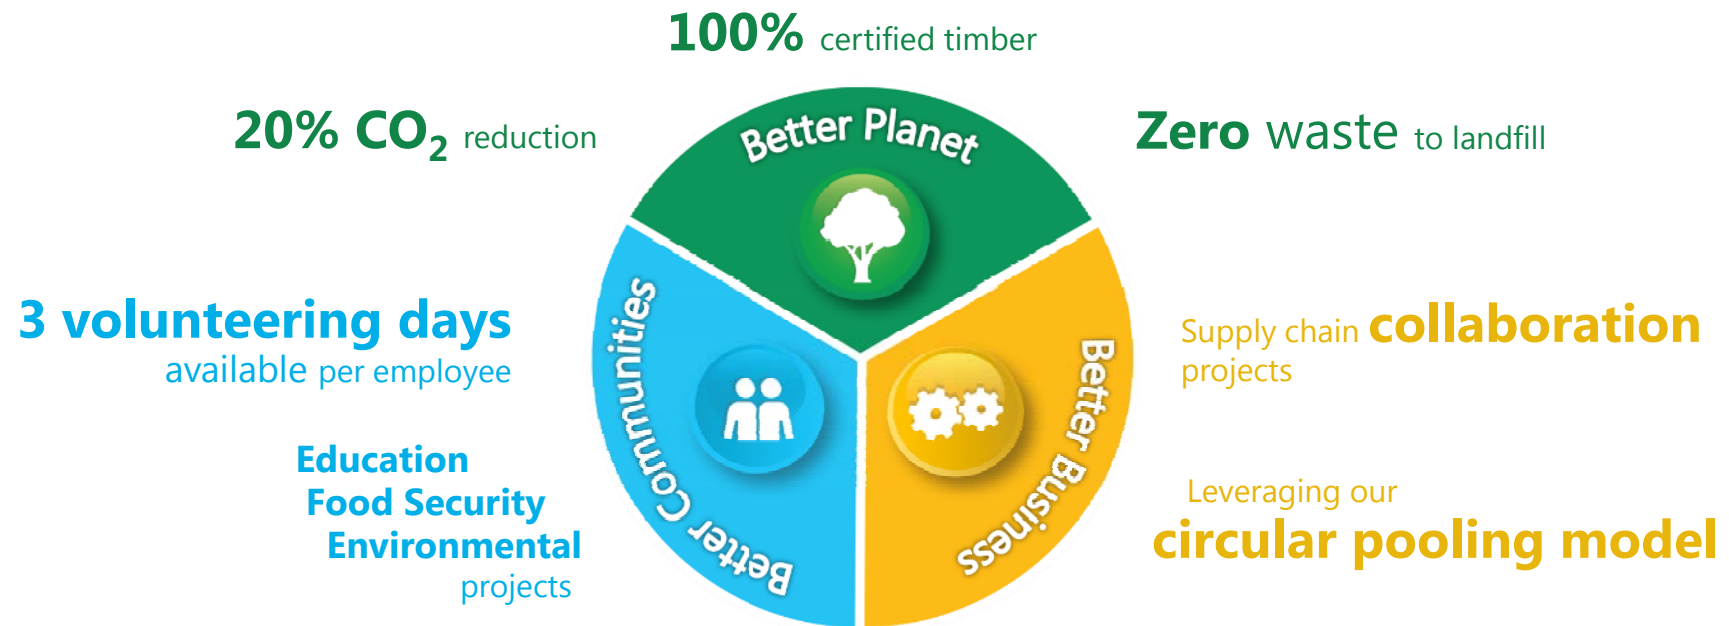 100% certified timber
20% CO₂ reduction
Zero waste to landfill
Better Planet
3 volunteering days
available per employee
Education
Food Security
Environmental
projects
Better Communities
Better Business
Supply chain collaboration
projects
Leveraging our
circular pooling model